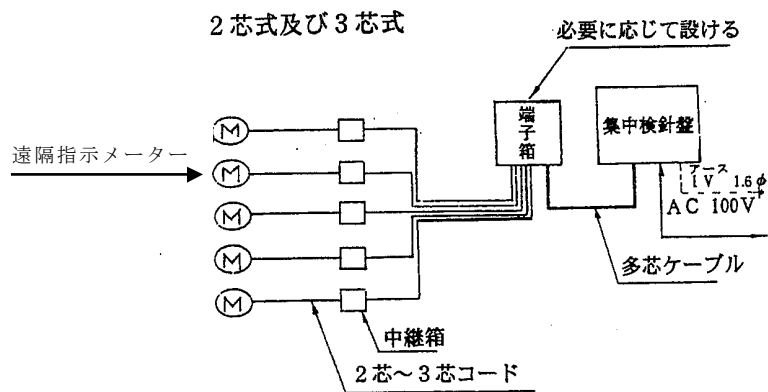 2芯式及び3芯式
必要に応じて設ける
端子箱
集中検針盤
遠隔指示メーター
M
M
M
M
M
アース
IV 1.6φ
AC 100V
多芯ケーブル
中継箱
2芯～3芯コード